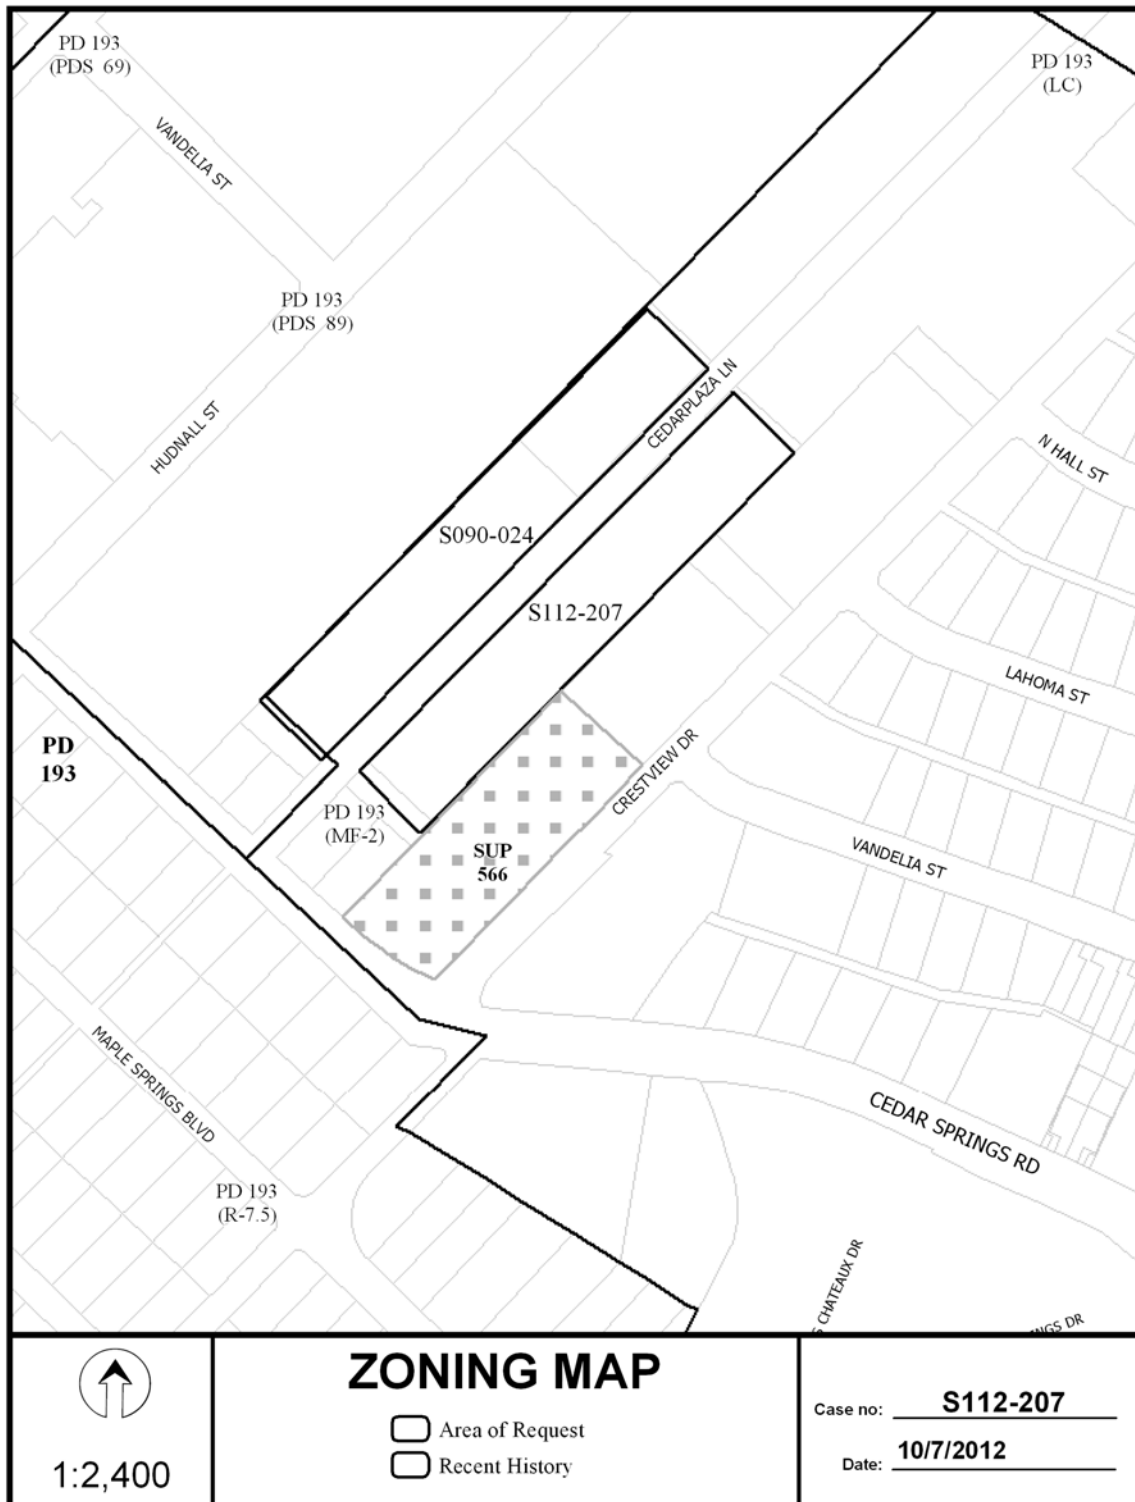 PD 193
(PDS 69)
PD 193
(LC)
VANDELIA ST
PD 193
(PDS 89)
HUDNALL ST
CEDARPLAZA LN
N HALL ST
S090-024
S112-207
LAHOMA ST
PD
193
CRESTVIEW DR
PD 193
(MF-2)
SUP
566
VANDELIA ST
MAPLE SPRINGS BLVD
CEDAR SPRINGS RD
PD 193
(R-7.5)
S CHATEAUX DR
NGS DR
1:2,400
ZONING MAP
Area of Request
Recent History
Case no: S112-207
Date: 10/7/2012